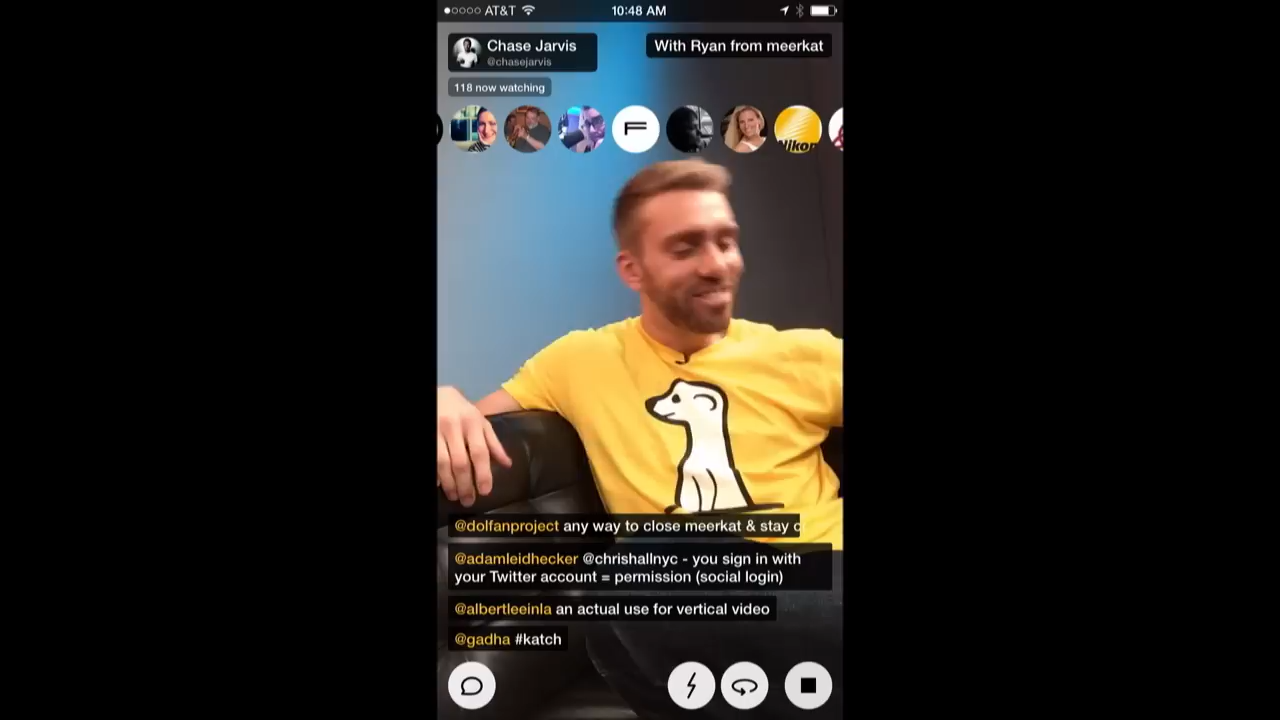 AT&T 10:48 AM
Chase Jarvis
@chasejarvis
With Ryan from meerkat
118 now watching
F
Nikon
@dolfanproject any way to close meerkat & stay c
@adamleidhecker @chrishallnyc - you sign in with
your Twitter account = permission (social login)
@albertleeinla an actual use for vertical video
@gadha #katch